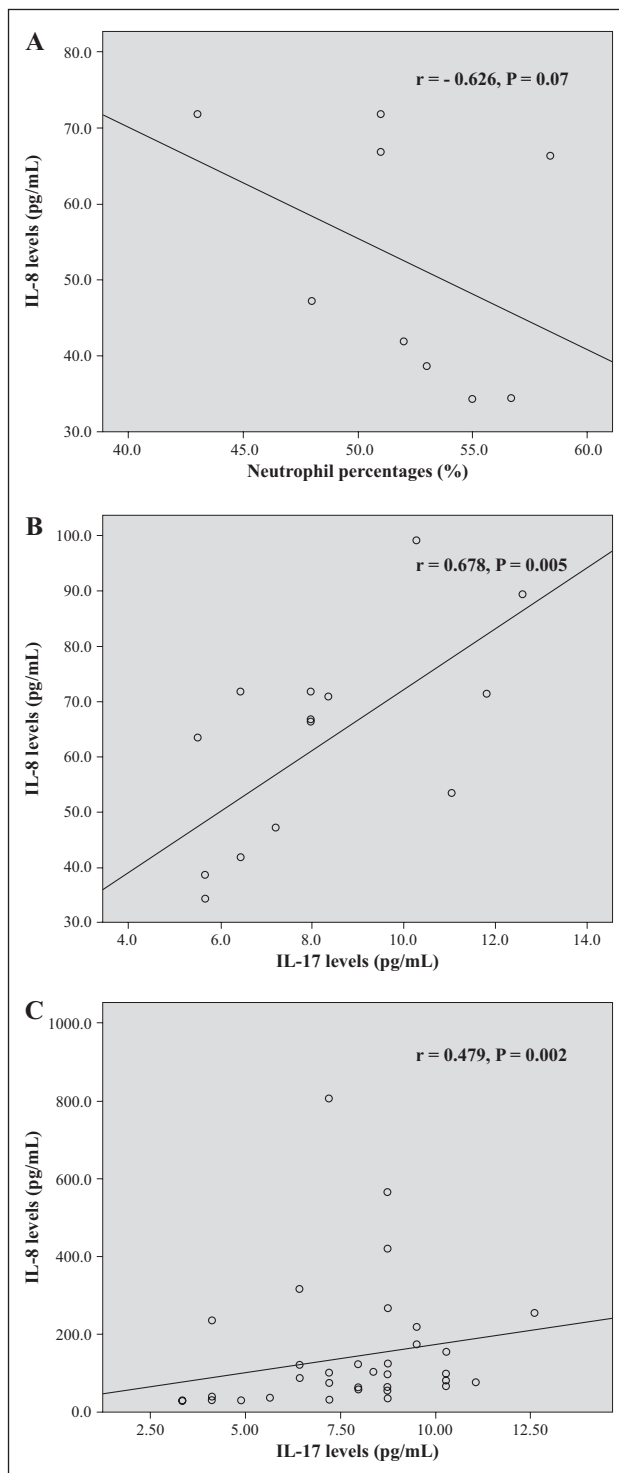 A
r = - 0.626, P = 0.07
IL-8 levels (pg/mL)
80.0
70.0
60.0
50.0
40.0
30.0
40.0 45.0 50.0 55.0 60.0
Neutrophil percentages (%)
B
r = 0.678, P = 0.005
IL-8 levels (pg/mL)
100.0
90.0
80.0
70.0
60.0
50.0
40.0
30.0
4.0 6.0 8.0 10.0 12.0 14.0
IL-17 levels (pg/mL)
C
r = 0.479, P = 0.002
IL-8 levels (pg/mL)
1000.0
800.0
600.0
400.0
200.0
0.0
2.50 5.00 7.50 10.00 12.50
IL-17 levels (pg/mL)